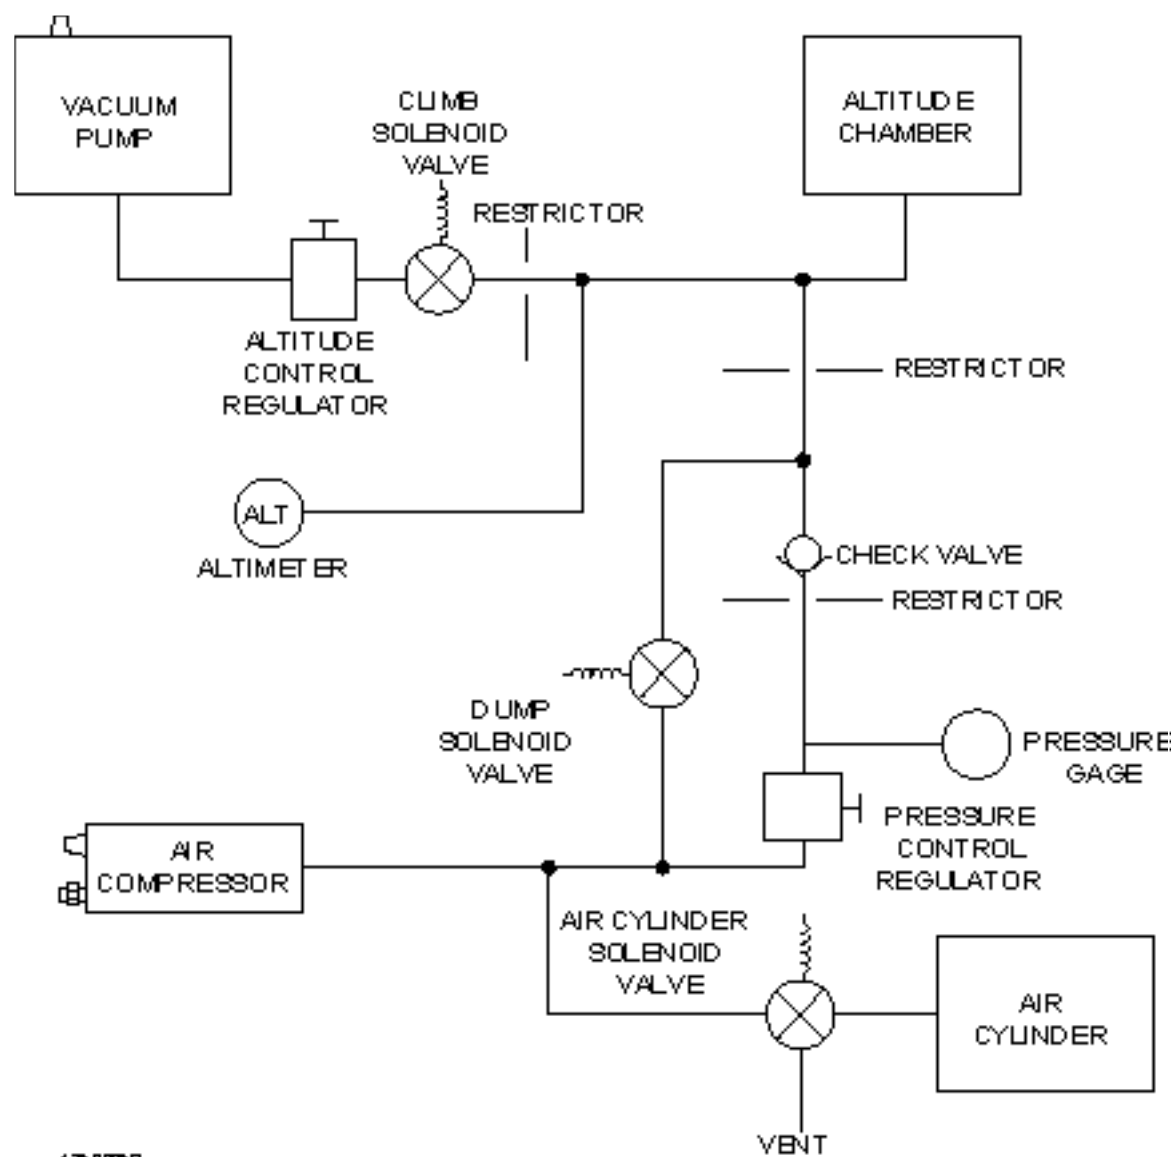 VACUUM
PUMP
CLIMB
SOLENOID
VALVE
ALTITUDE
CHAMBER
RESTRICTOR
ALTITUDE
CONTROL
REGULATOR
RESTRICTOR
ALT
ALTIMETER
CHECK VALVE
RESTRICTOR
DUMP
SOLENOID
VALVE
PRESSURE
GAGE
PRESSURE
CONTROL
REGULATOR
AIR
COMPRESSOR
AIR CYLINDER
SOLENOID
VALVE
AIR
CYLINDER
VENT